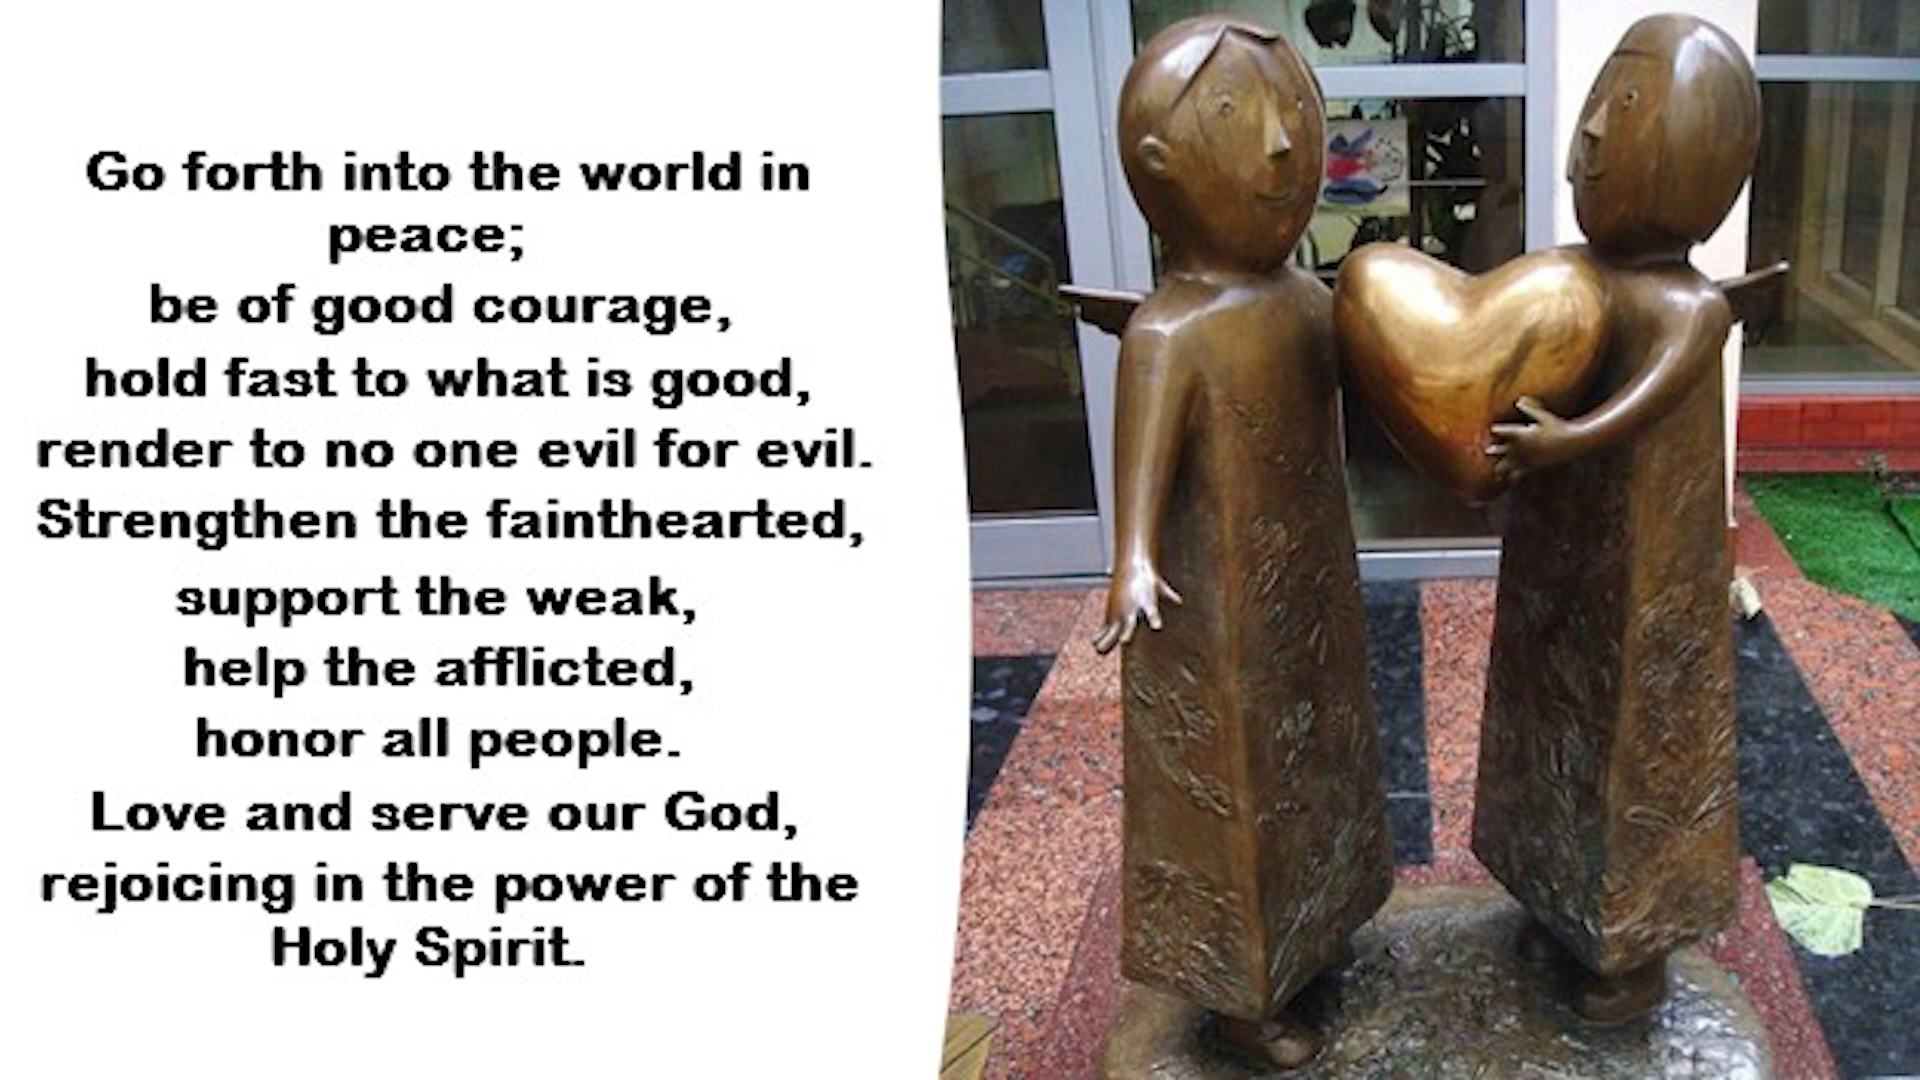 Go forth into the world in
peace;
be of good courage,
hold fast to what is good,
render to no one evil for evil.
Strengthen the fainthearted,
support the weak,
help the afflicted,
honor all people.
Love and serve our God,
rejoicing in the power of the
Holy Spirit.